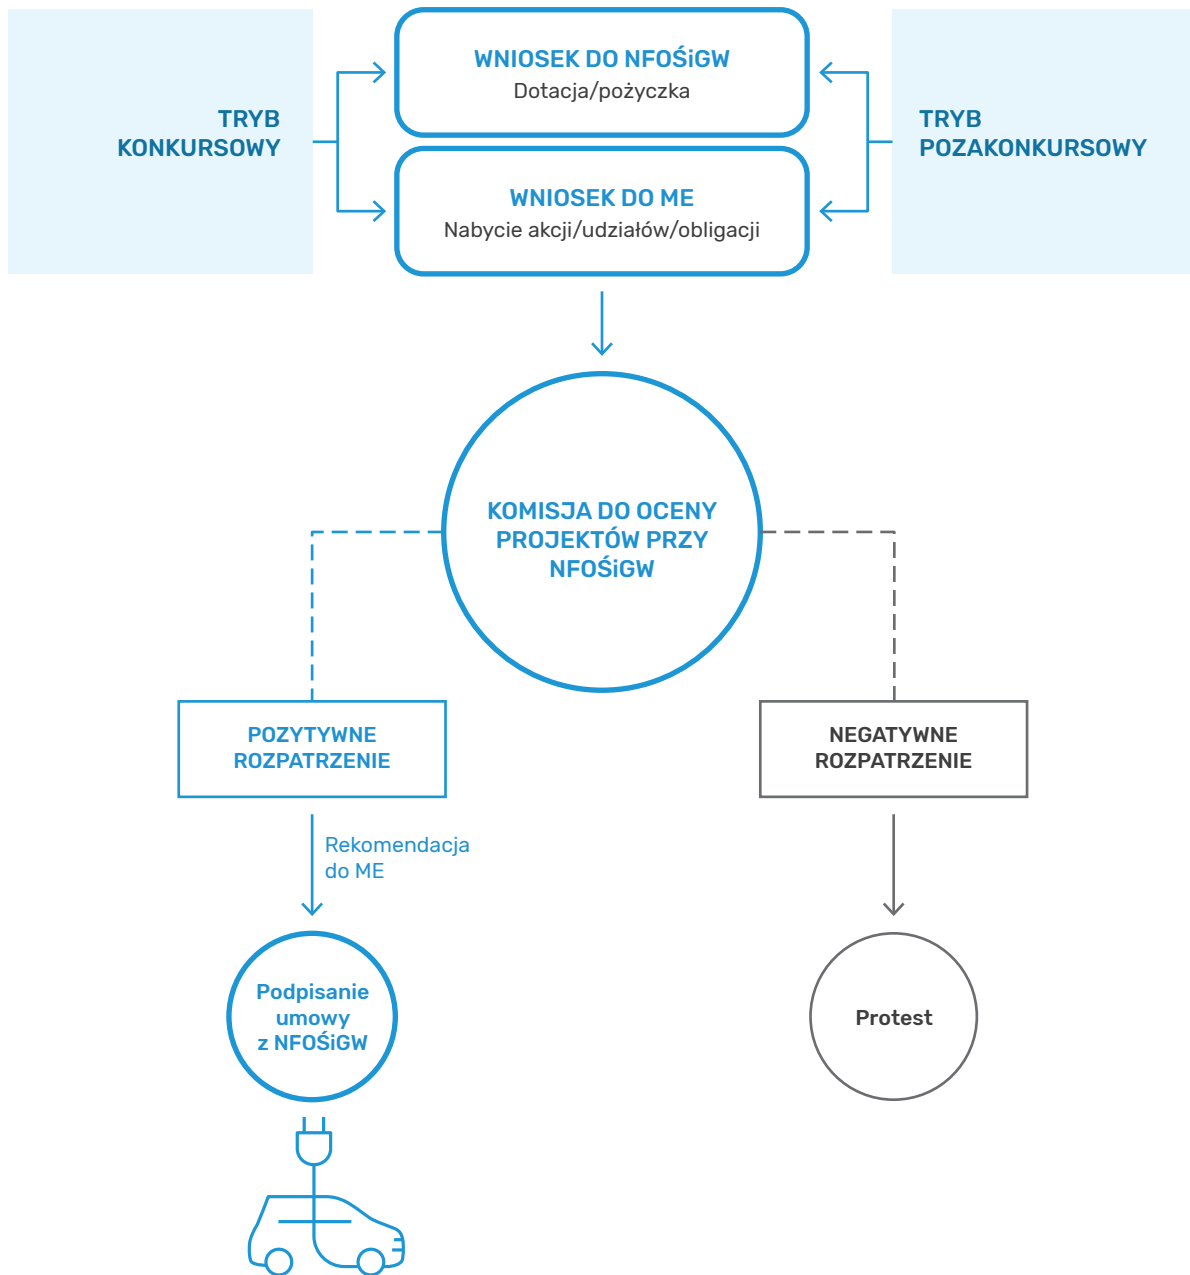 WNIOSEK DO NFOŚiGW
Dotacja/pożyczka
TRYB
KONKURSOWY
TRYB
POZAKONKURSOWY
WNIOSEK DO ME
Nabycie akcji/udziałów/obligacji
KOMISJA DO OCENY
PROJEKTÓW PRZY
NFOŚiGW
POZYTYWNE
ROZPATRZENIE
NEGATYWNE
ROZPATRZENIE
Rekomendacja
do ME
Podpisanie
umowy
z NFOŚiGW
Protest